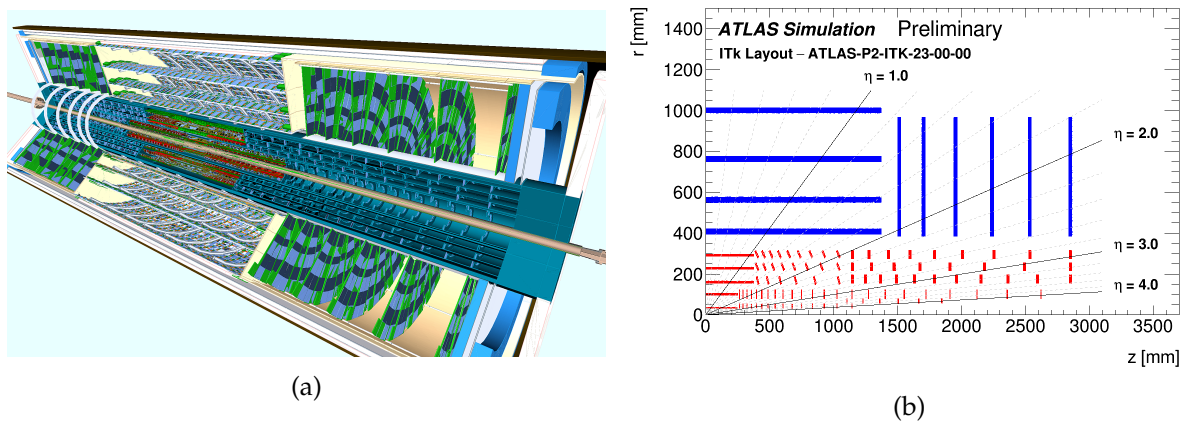 ATLAS Simulation Preliminary
ITk Layout – ATLAS-P2-ITK-23-00-00
r [mm]
1400
1200
1000
800
600
400
200
0
η = 1.0
η = 2.0
η = 3.0
η = 4.0
0 500 1000 1500 2000 2500 3000 3500
z [mm]
(a)
(b)